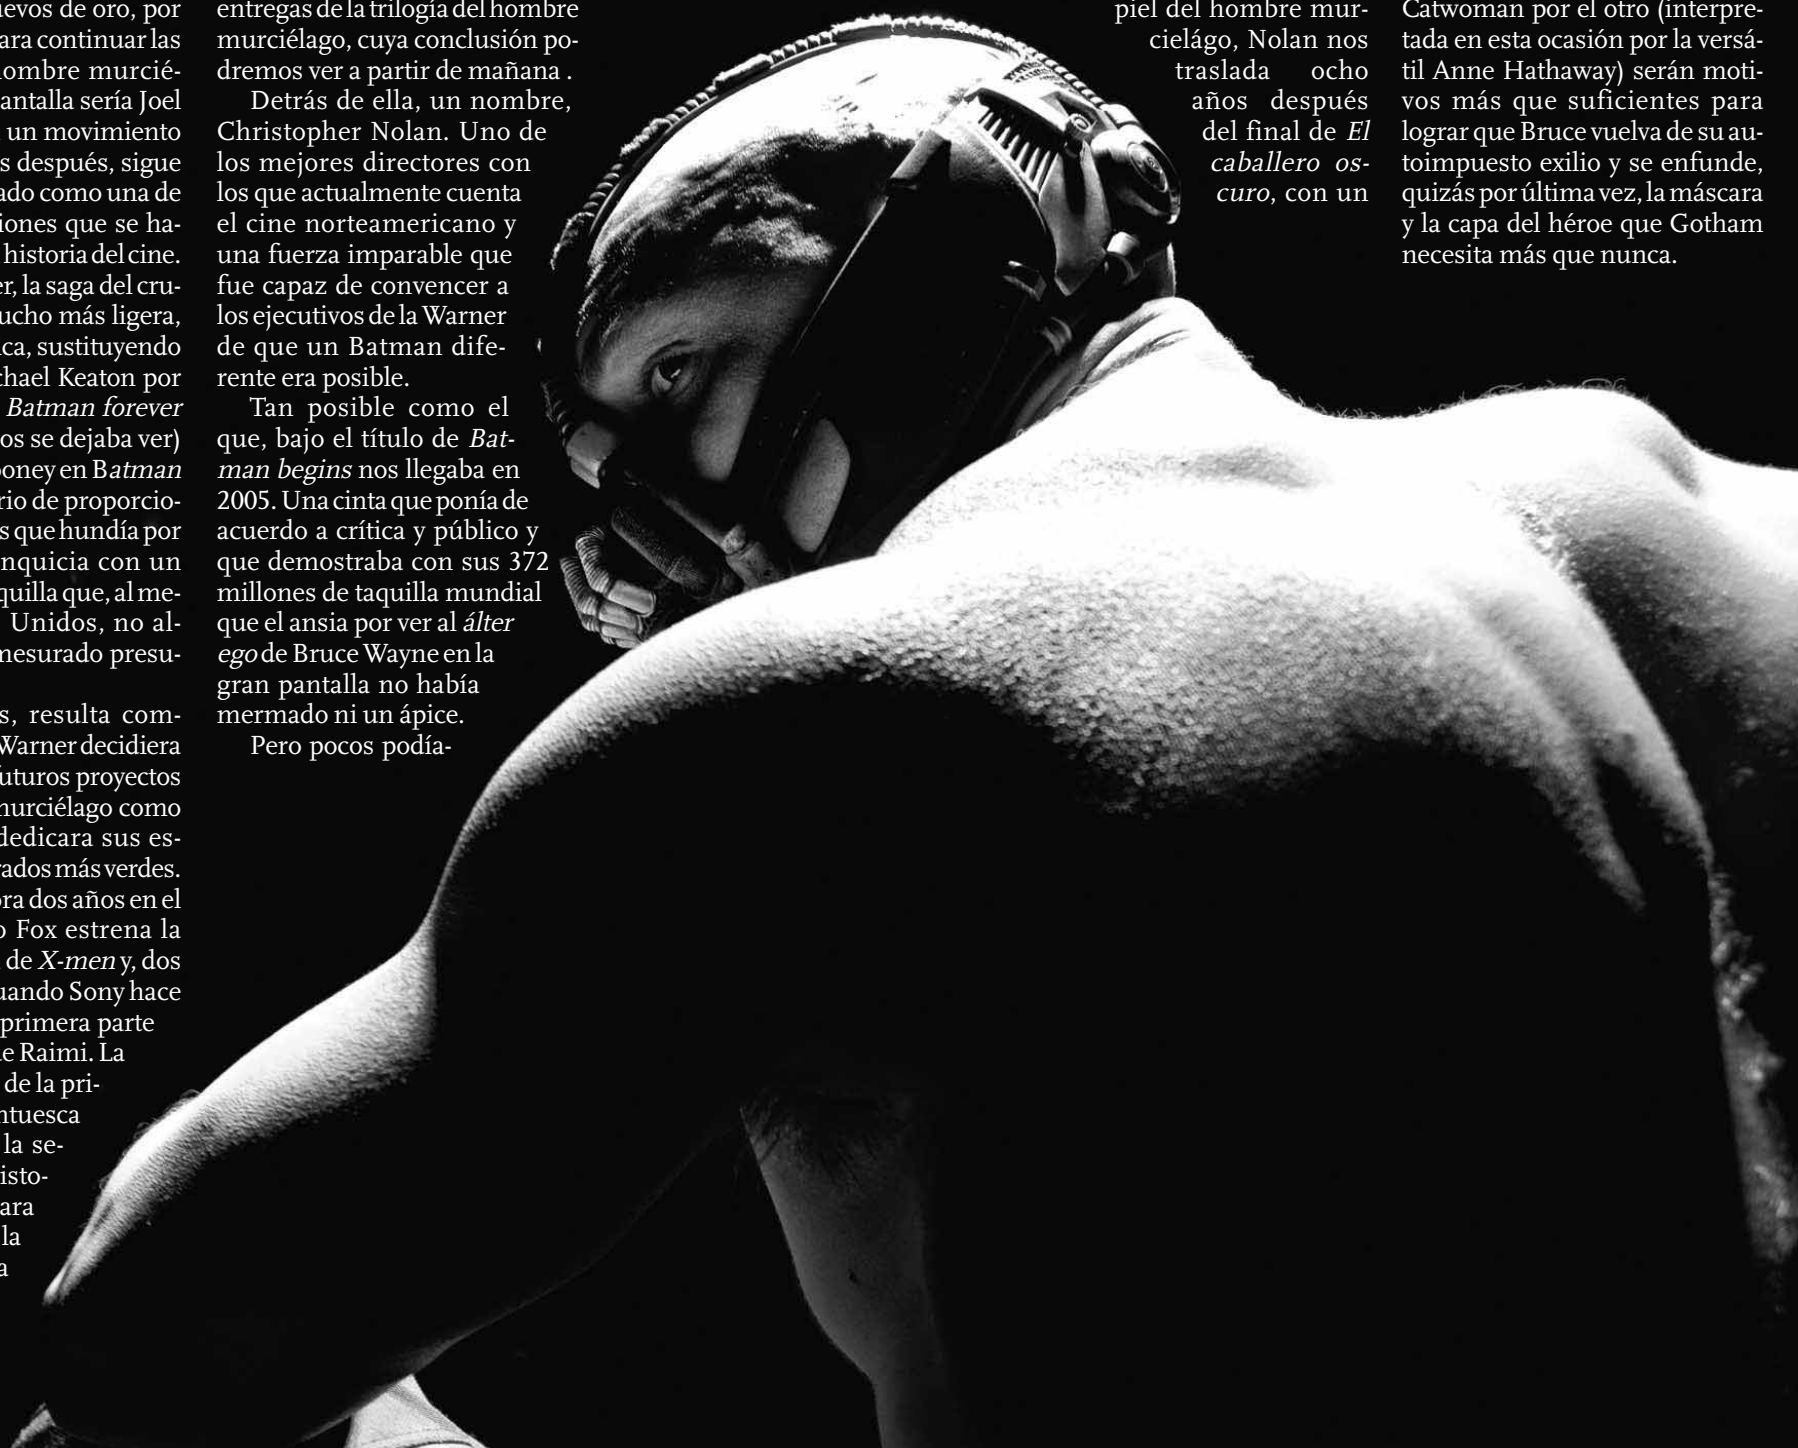 evos de oro, por
ara continuar las
ombre murcié-
antalla sería Joel
un movimiento
s después, sigue
ado como una de
iones que se ha-
historia del cine.
er, la saga del cru-
ucho más ligera,
ca, sustituyendo
chael Keaton por
Batman forever
os se dejaba ver)
ooney en Batman
rio de proporcio-
s que hundía por
nquicia con un
quilla que, al me-
Unidos, no al-
mesurado presu-
s, resulta com-
Warner decidiera
uturos proyectos
murciélago como
dedicara sus es-
rados más verdes.
ora dos años en el
o Fox estrena la
de X-men y, dos
uando Sony hace
primera parte
de Raimi. La
de la pri-
ntuesca
la se-
isto-
ara
la
a
entregas de la trilogía del hombre
murciélago, cuya conclusión po-
dremos ver a partir de mañana .
Detrás de ella, un nombre,
Christopher Nolan. Uno de
los mejores directores con
los que actualmente cuenta
el cine norteamericano y
una fuerza imparable que
fue capaz de convencer a
los ejecutivos de la Warner
de que un Batman dife-
rente era posible.
Tan posible como el
que, bajo el título de Bat-
man begins nos llegaba en
2005. Una cinta que ponía de
acuerdo a crítica y público y
que demostraba con sus 372
millones de taquilla mundial
que el ansia por ver al álter
ego de Bruce Wayne en la
gran pantalla no había
mermado ni un ápice.
Pero pocos podía-
piel del hombre mur-
cielágo, Nolan nos
traslada ocho
años después
del final de El
caballero os-
curo, con un
Catwoman por el otro (interpre-
tada en esta ocasión por la versá-
til Anne Hathaway) serán moti-
vos más que suficientes para
lograr que Bruce vuelva de su au-
toimpuesto exilio y se enfunde,
quizás por última vez, la máscara
y la capa del héroe que Gotham
necesita más que nunca.